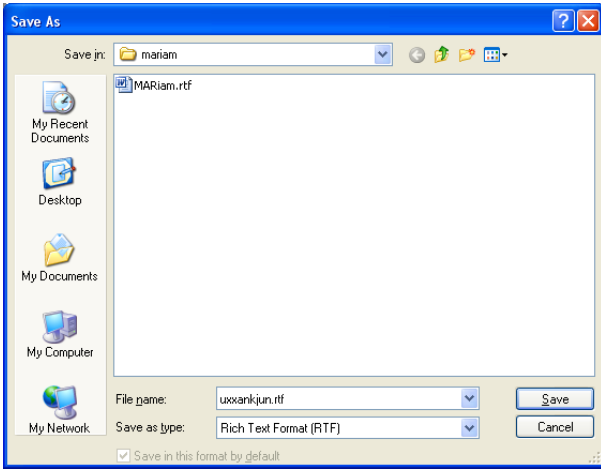 Save As
Save in:
mariam
MARiam.rtf
My Recent
Documents
Desktop
My Documents
My Computer
My Network
File name:
uxxankjun.rtf
Save
Save as type:
Rich Text Format (RTF)
Cancel
Save in this format by default